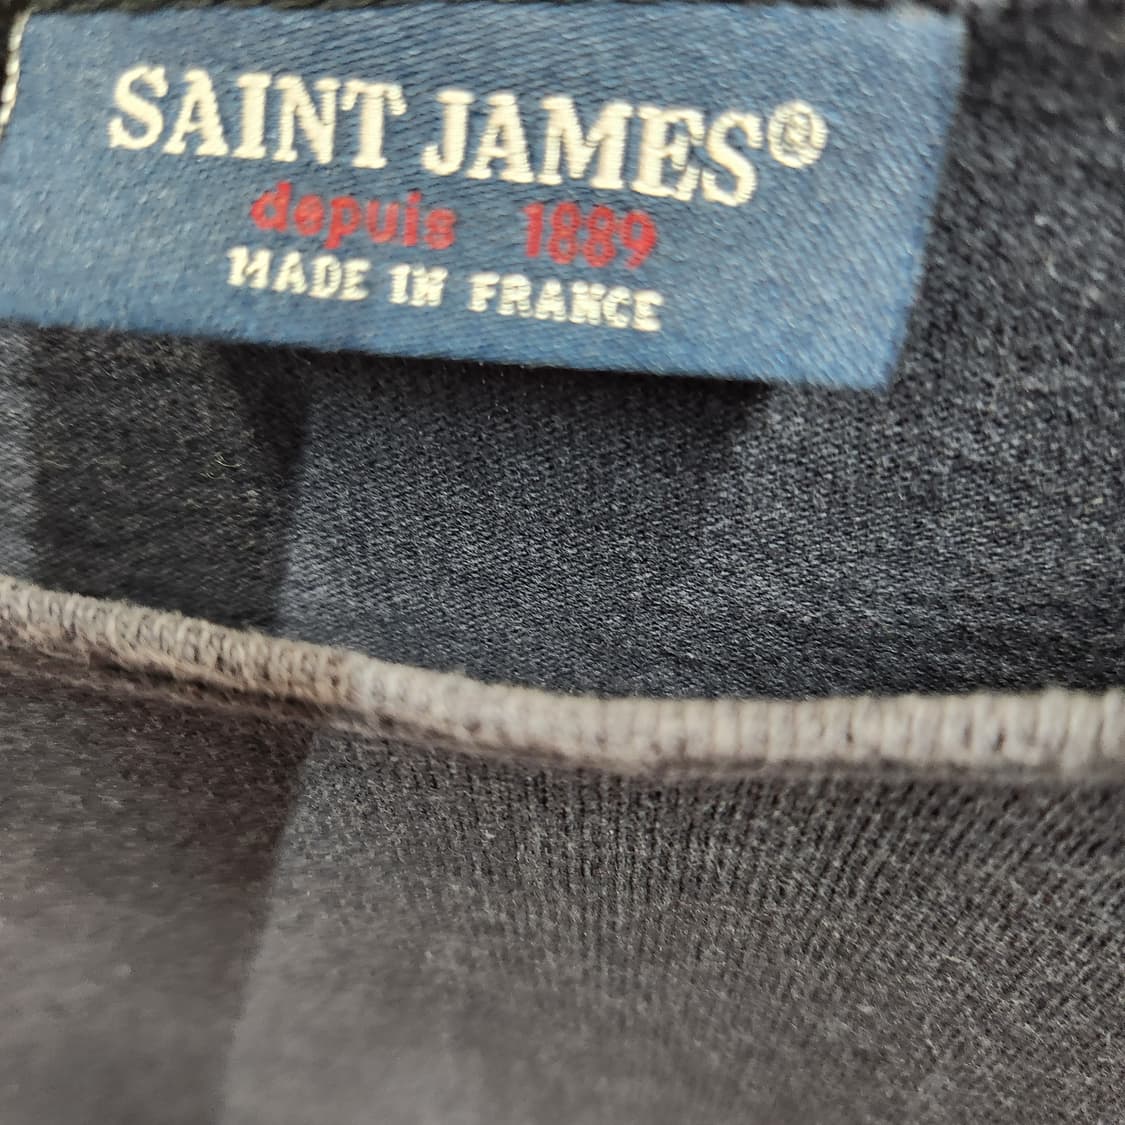 SAINT JAMES®
depuis 1889
MADE IN FRANCE